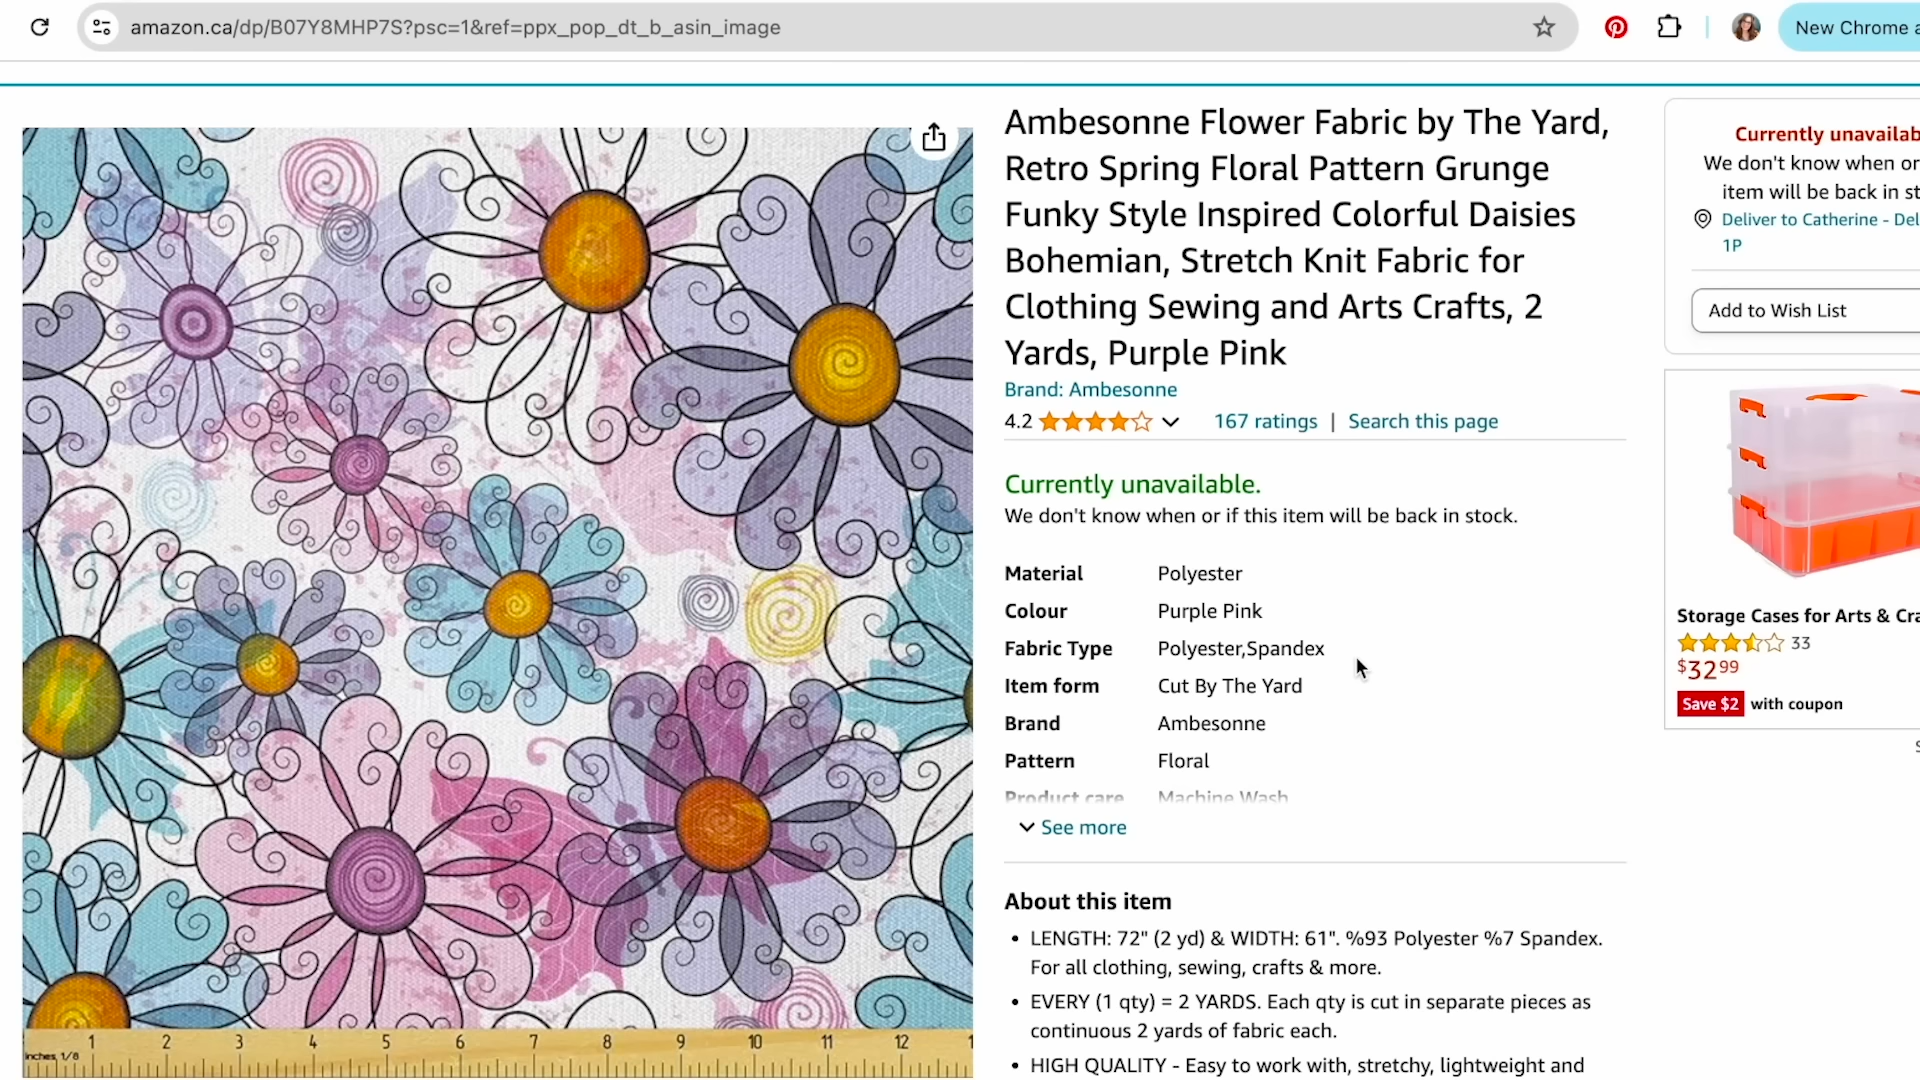 amazon.ca/dp/B07Y8MHP7S?psc=1&ref=ppx_pop_dt_b_asin_image
New Chrome a
Ambesonne Flower Fabric by The Yard,
Retro Spring Floral Pattern Grunge
Funky Style Inspired Colorful Daisies
Bohemian, Stretch Knit Fabric for
Clothing Sewing and Arts Crafts, 2
Yards, Purple Pink
Brand: Ambesonne
4.2 167 ratings | Search this page
Currently unavailable.
We don't know when or if this item will be back in stock.
Material Polyester
Colour Purple Pink
Fabric Type Polyester,Spandex
Item form Cut By The Yard
Brand Ambesonne
Pattern Floral
Product care Machine Wash
See more
About this item
• LENGTH: 72" (2 yd) & WIDTH: 61". %93 Polyester %7 Spandex.
For all clothing, sewing, crafts & more.
• EVERY (1 qty) = 2 YARDS. Each qty is cut in separate pieces as
continuous 2 yards of fabric each.
• HIGH QUALITY - Easy to work with, stretchy, lightweight and
Currently unavailab
We don't know when or
item will be back in st
Deliver to Catherine - Del
1P
Add to Wish List
Storage Cases for Arts & Cra
33
$32 99
Save $2 with coupon
S
1 2 3 4 5 6 7 8 9 10 11 12 1
inches, 1/8